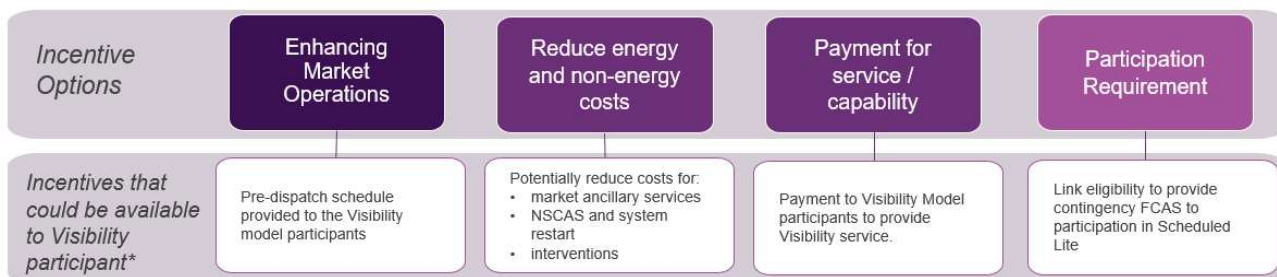 Incentive
Options
Enhancing
Market
Operations
Reduce energy
and non-energy
costs
Payment for
service /
capability
Participation
Requirement
Incentives that
could be available
to Visibility
participant*
Pre-dispatch schedule
provided to the Visibility
model participants
Potentially reduce costs for:
• market ancillary services
• NSCAS and system
restart
• interventions
Payment to Visibility Model
participants to provide
Visibility service.
Link eligibility to provide
contingency FCAS to
participation in Scheduled
Lite